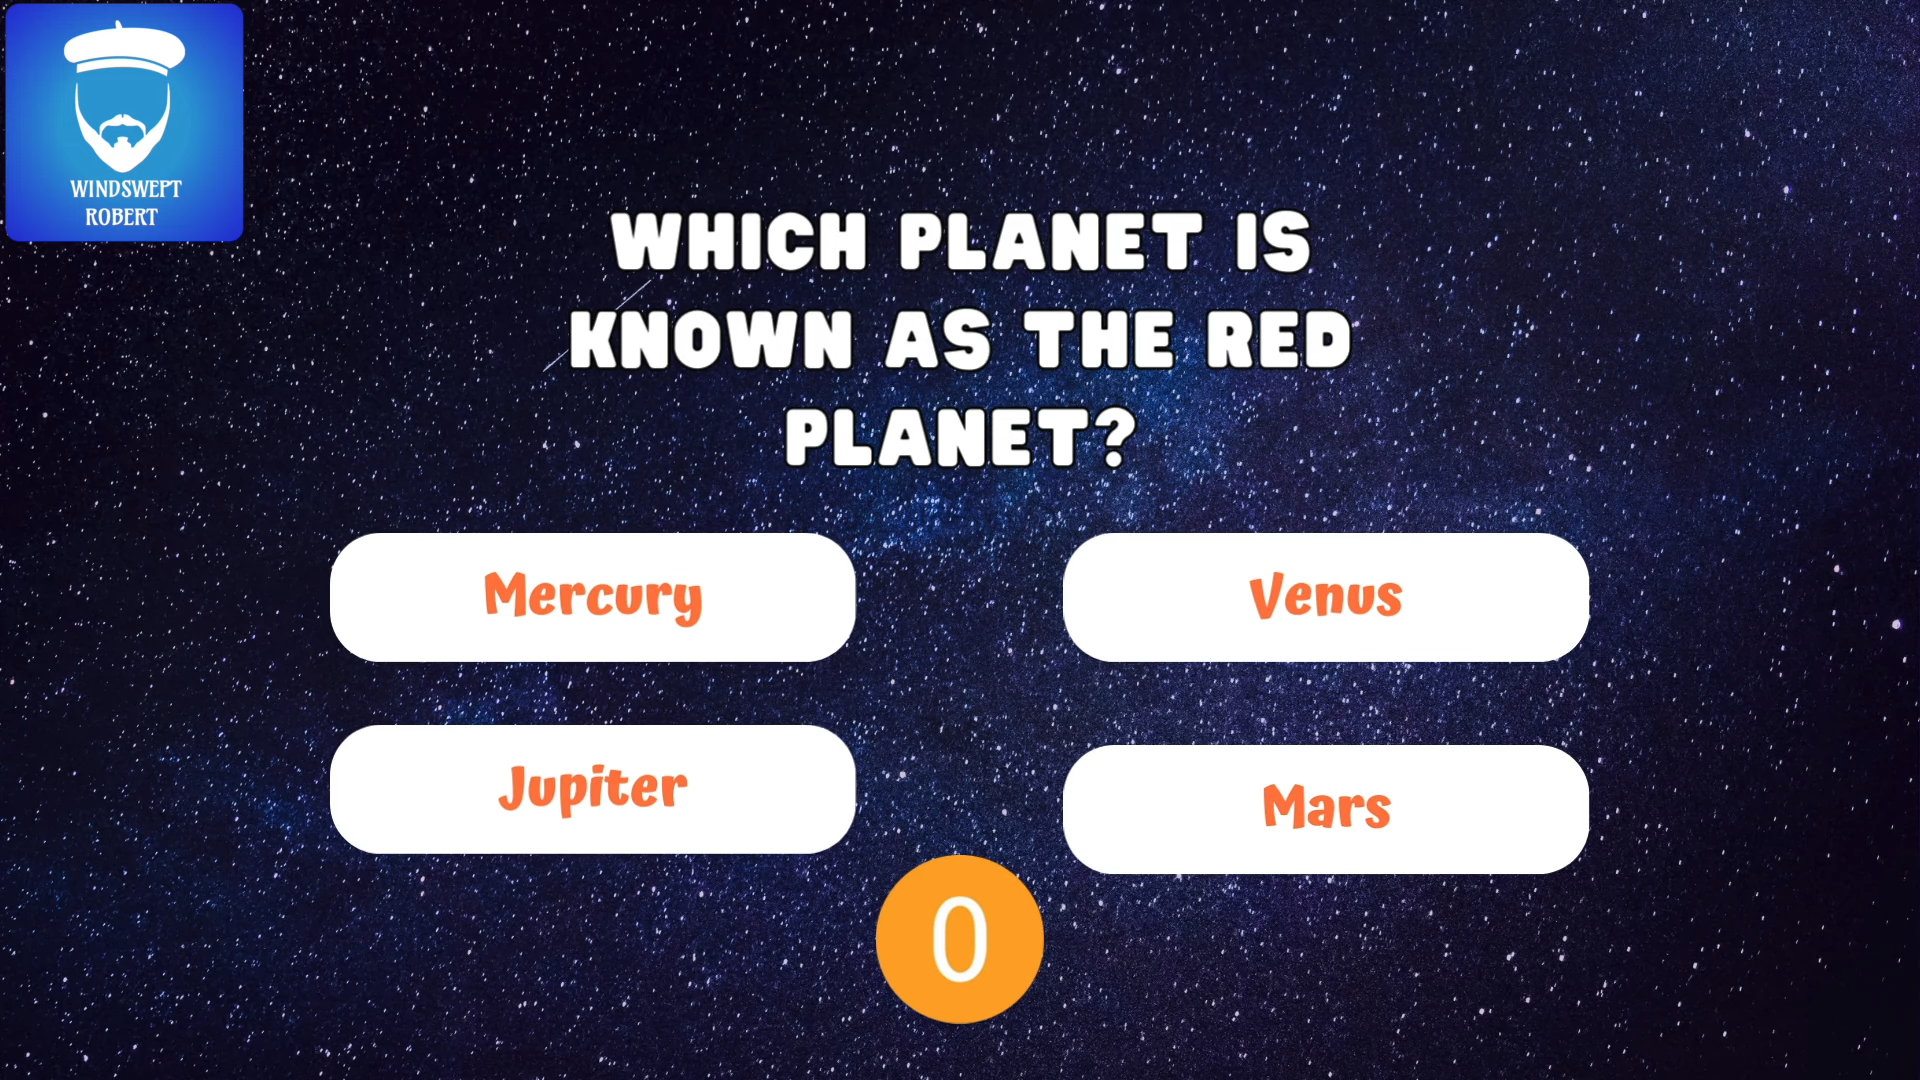 WINDSWEPT
ROBERT
WHICH PLANET IS
KNOWN AS THE RED
PLANET?
Mercury
Venus
Jupiter
Mars
0